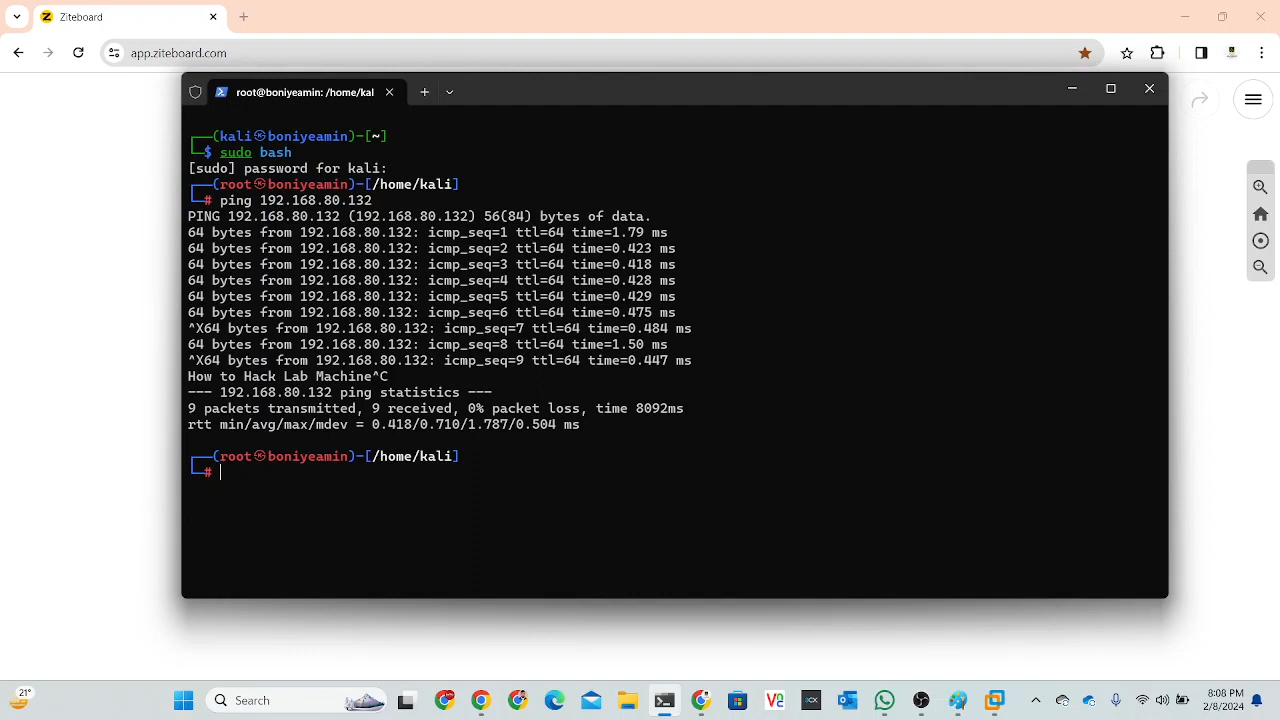 Ziteboard
app.ziteboard.com
root@boniyeamin: /home/kal
┌──(kali㉿boniyeamin)-[~]
└─$ sudo bash
[sudo] password for kali:
┌──(root㉿boniyeamin)-[/home/kali]
└─# ping 192.168.80.132
PING 192.168.80.132 (192.168.80.132) 56(84) bytes of data.
64 bytes from 192.168.80.132: icmp_seq=1 ttl=64 time=1.79 ms
64 bytes from 192.168.80.132: icmp_seq=2 ttl=64 time=0.423 ms
64 bytes from 192.168.80.132: icmp_seq=3 ttl=64 time=0.418 ms
64 bytes from 192.168.80.132: icmp_seq=4 ttl=64 time=0.428 ms
64 bytes from 192.168.80.132: icmp_seq=5 ttl=64 time=0.429 ms
64 bytes from 192.168.80.132: icmp_seq=6 ttl=64 time=0.475 ms
^X64 bytes from 192.168.80.132: icmp_seq=7 ttl=64 time=0.484 ms
64 bytes from 192.168.80.132: icmp_seq=8 ttl=64 time=1.50 ms
^X64 bytes from 192.168.80.132: icmp_seq=9 ttl=64 time=0.447 ms
How to Hack Lab Machine^C
--- 192.168.80.132 ping statistics ---
9 packets transmitted, 9 received, 0% packet loss, time 8092ms
rtt min/avg/max/mdev = 0.418/0.710/1.787/0.504 ms
┌──(root㉿boniyeamin)-[/home/kali]
└─#
21°
Search
8:08 PM
2/8/2024